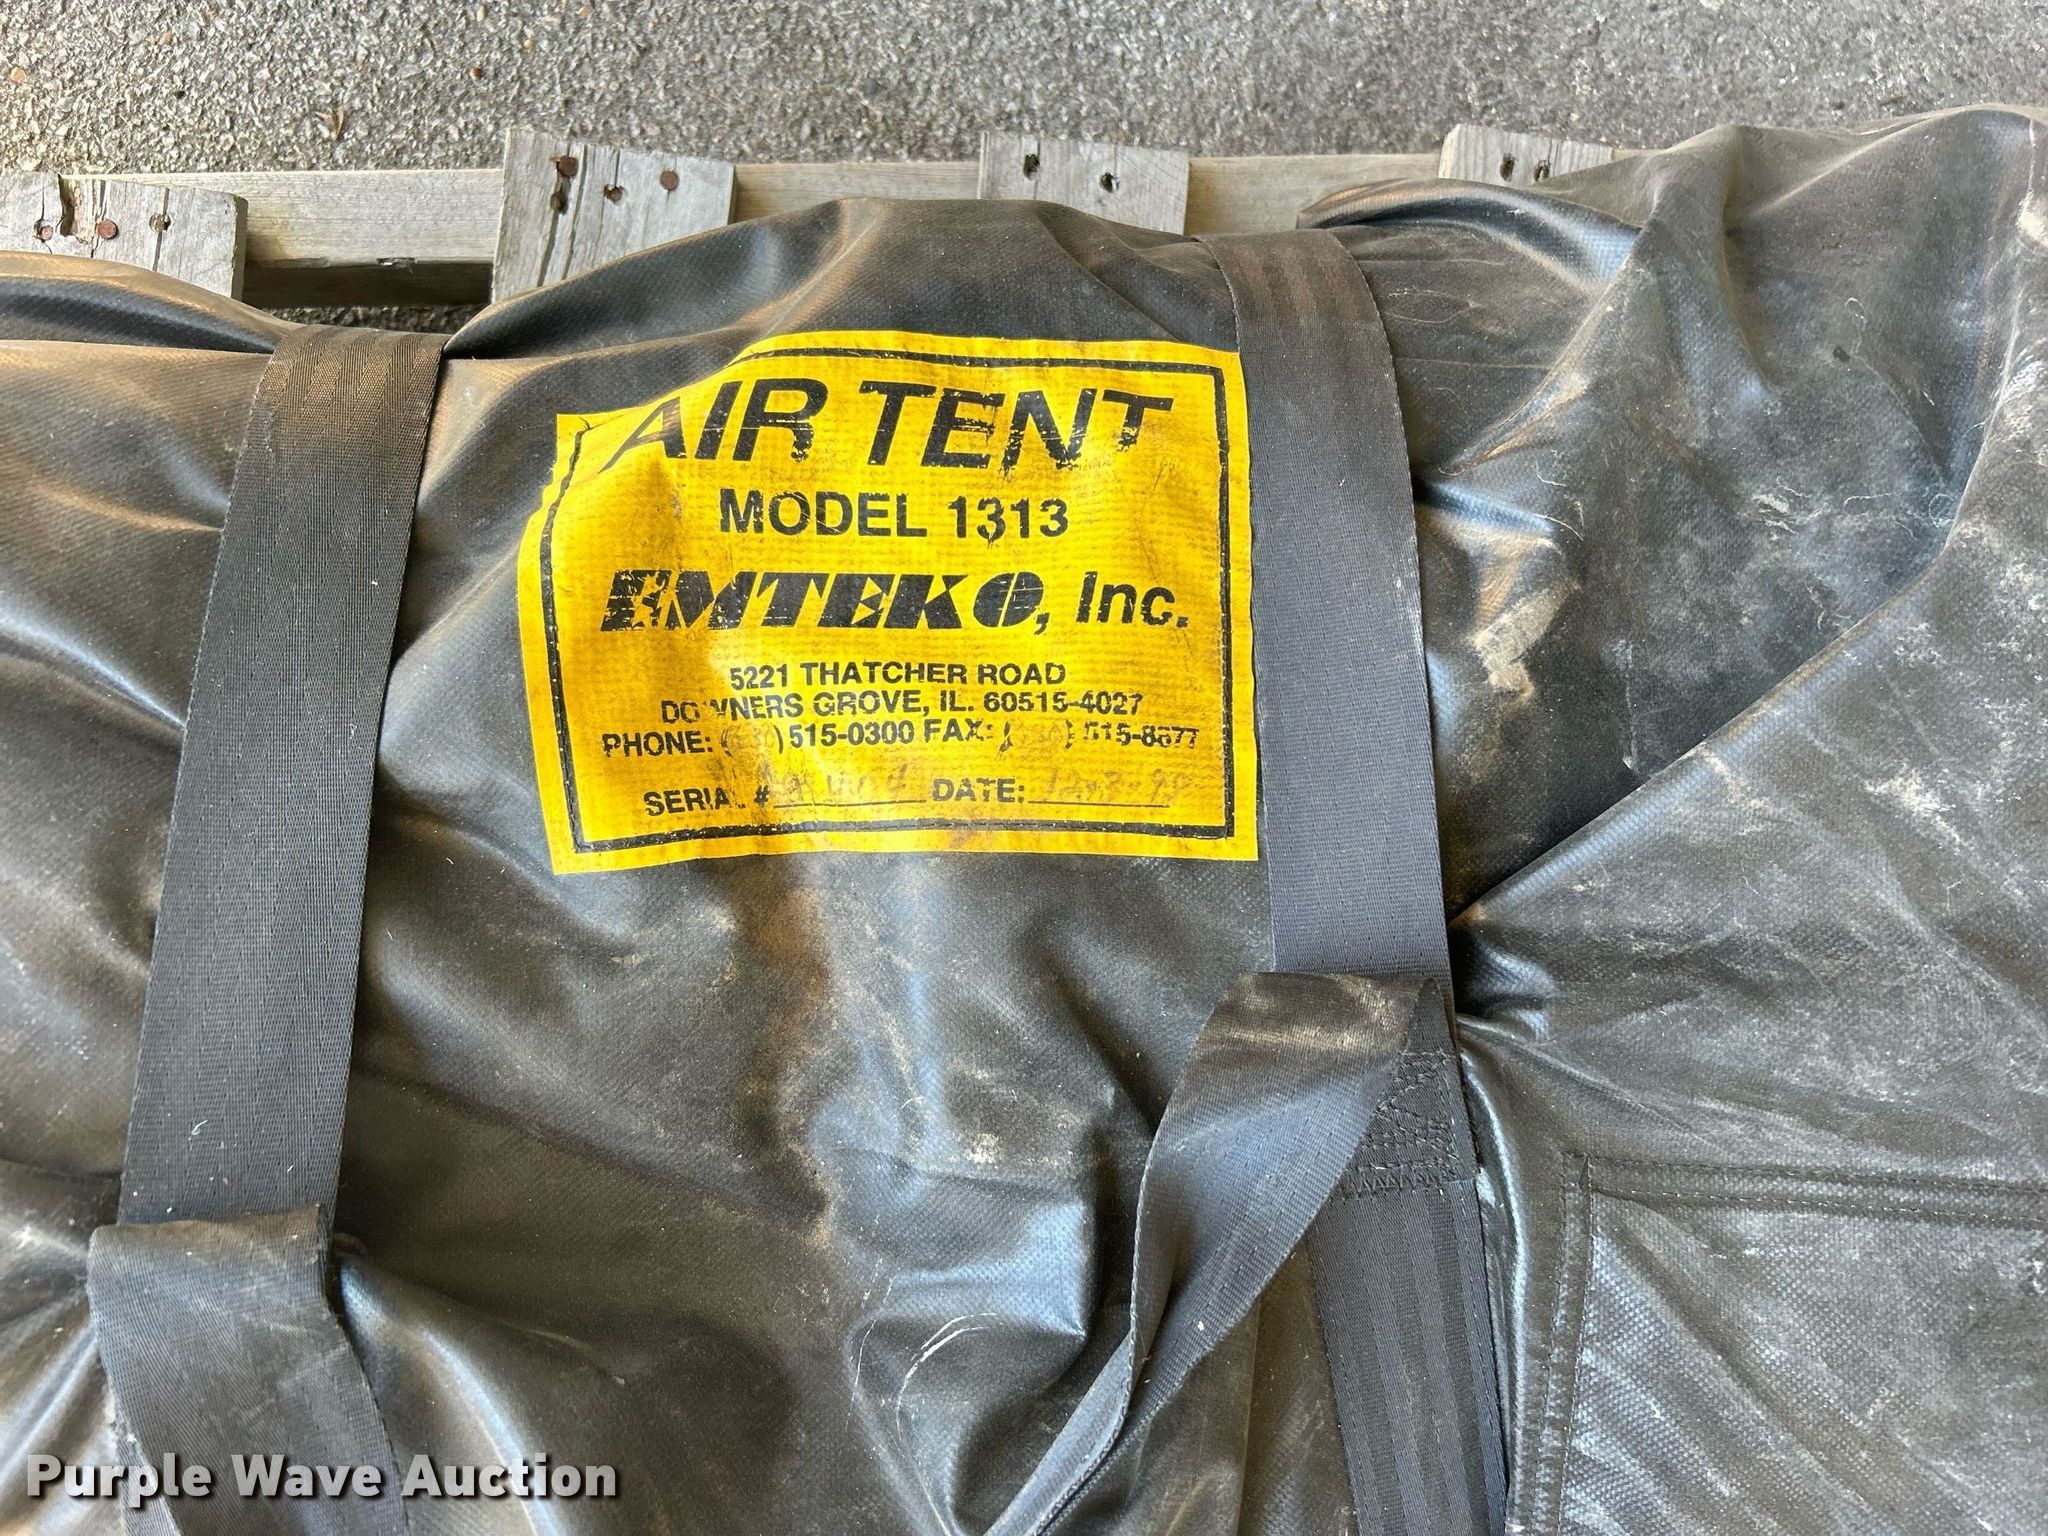 AIR TENT
MODEL 1313
EMTEKO, Inc.
5221 THATCHER ROAD
DOWNERS GROVE, IL. 60515-4027
PHONE: 515-0300 FAX:
SERIAL # DATE:
Purple Wave Auction